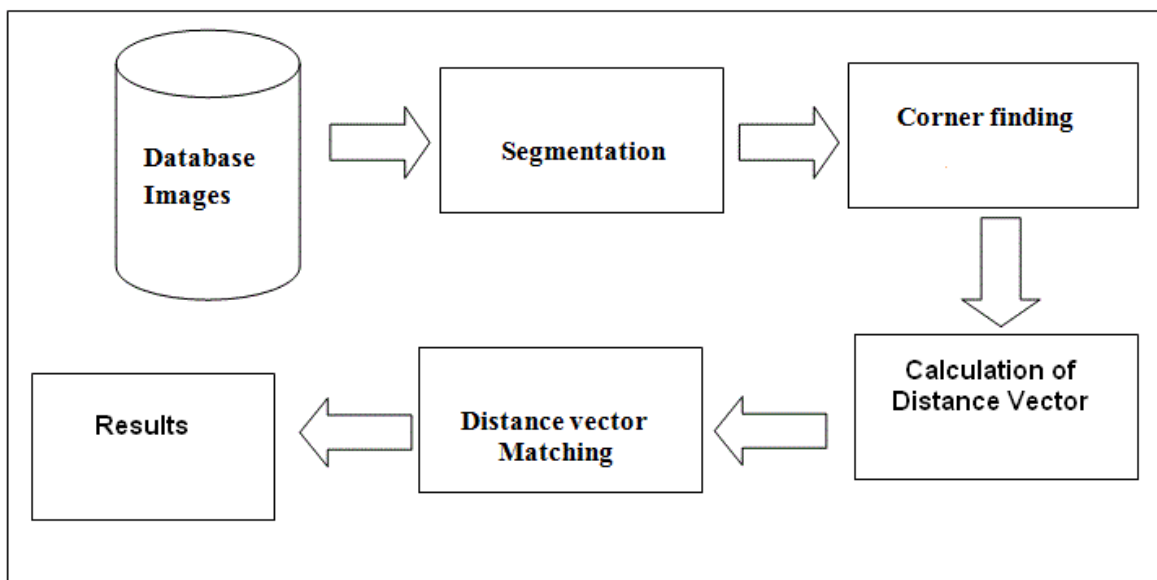 Database
Images
Segmentation
Corner finding
Calculation of
Distance Vector
Distance vector
Matching
Results